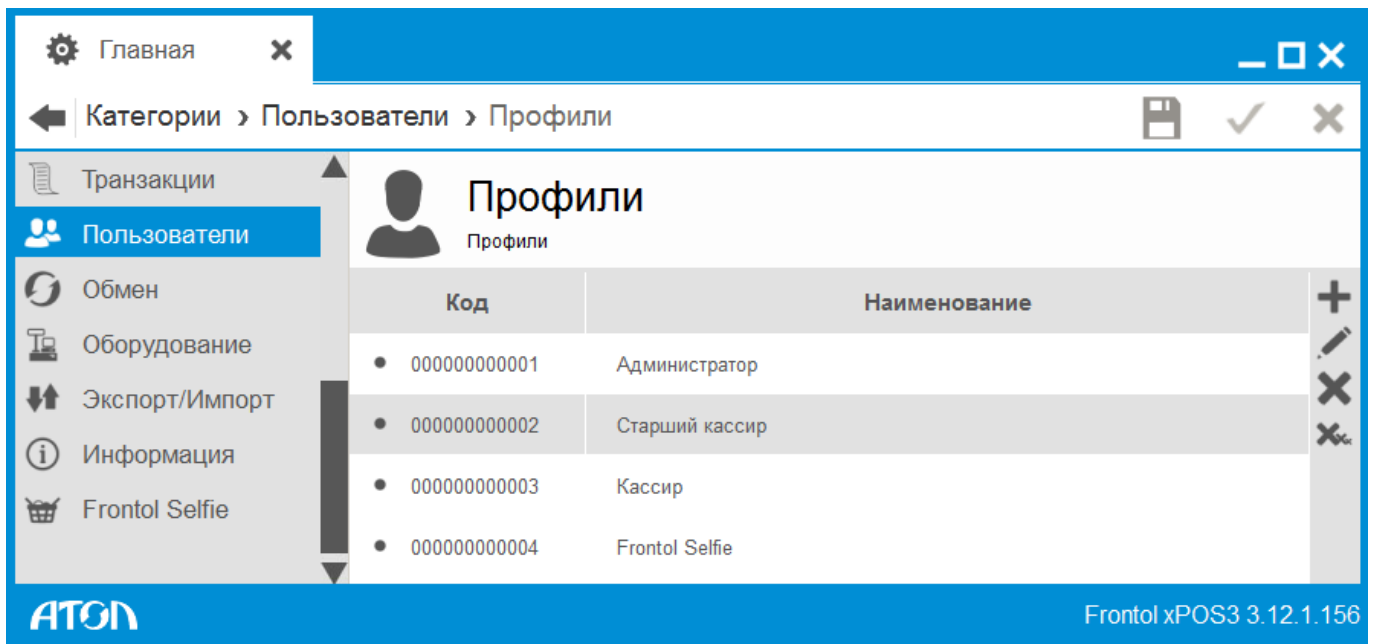 Главная
Категории › Пользователи › Профили
Транзакции
Пользователи
Обмен
Оборудование
Экспорт/Импорт
Информация
Frontol Selfie
Профили
Профили
Код Наименование
000000000001 Администратор
000000000002 Старший кассир
000000000003 Кассир
000000000004 Frontol Selfie
АТОЛ Frontol xPOS3 3.12.1.156